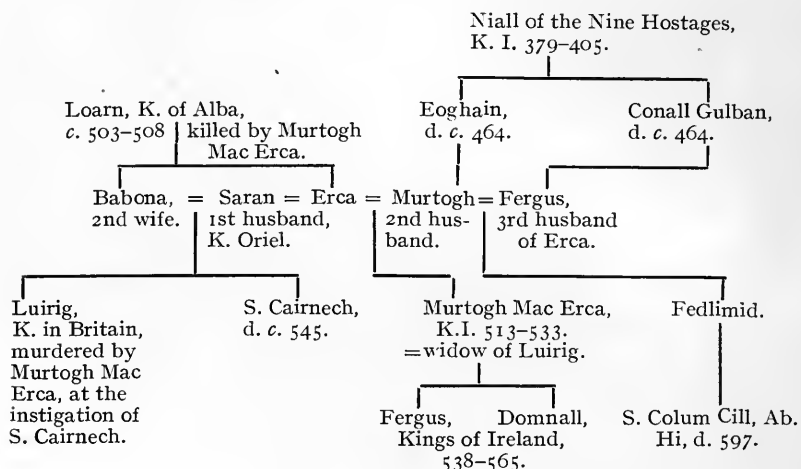 Niall of the Nine Hostages,
K. I. 379–405.
Loarn, K. of Alba,
c. 503–508 killed by Murtogh
Mac Erca.
Eoghain,
d. c. 464.
Conall Gulban,
d. c. 464.
Babona, = Saran = Erca = Murtogh = Fergus,
2nd wife. 1st husband, 2nd hus- 3rd husband
K. Oriel. band. of Erca.
Luirig,
K. in Britain,
murdered by
Murtogh Mac
Erca, at the
instigation of
S. Cairnech.
S. Cairnech,
d. c. 545.
Murtogh Mac Erca,
K.I. 513–533.
=widow of Luirig.
Fedlimid.
Fergus, Domnall,
Kings of Ireland,
538–565.
S. Colum Cill, Ab.
Hi, d. 597.